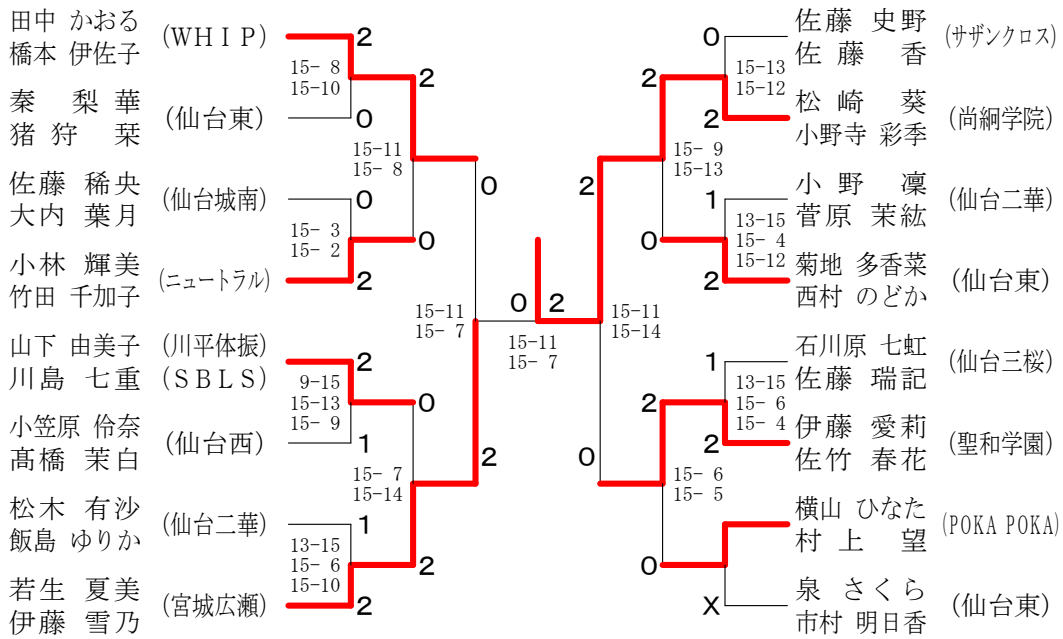 田中 かおる
橋本 伊佐子
(WHIP)
2
15- 8
15-10
2
秦 梨華
猪狩 栞
(仙台東)
0
15-11
15- 8
0
佐藤 稀央
大内 葉月
(仙台城南)
0
15- 3
15- 2
0
小林 輝美
竹田 千加子
(ニュートラル)
2
15-11
15- 7
山下 由美子
川島 七重
(川平体振)
(SBLS)
2
9-15
15-13
15- 9
0
小笠原 伶奈
髙橋 茉白
(仙台西)
1
15- 7
15-14
2
松木 有沙
飯島 ゆりか
(仙台二華)
1
13-15
15- 6
15-10
2
若生 夏美
伊藤 雪乃
(宮城広瀬)
2
0 2
15-11
15- 7
佐藤 史野
佐藤 香
(サザンクロス)
0
15-13
15-12
2
松崎 葵
小野寺 彩季
(尚絅学院)
2
15- 9
15-13
2
小野 凜
菅原 茉紘
(仙台二華)
1
13-15
15- 4
15-12
0
菊地 多香菜
西村 のどか
(仙台東)
2
15-11
15-14
石川原 七虹
佐藤 瑞記
(仙台三桜)
1
13-15
15- 6
15- 4
2
伊藤 愛莉
佐竹 春花
(聖和学園)
2
0
15- 6
15- 5
横山 ひなた
村上 望
(POKA POKA)
0
泉 さくら
市村 明日香
(仙台東)
X